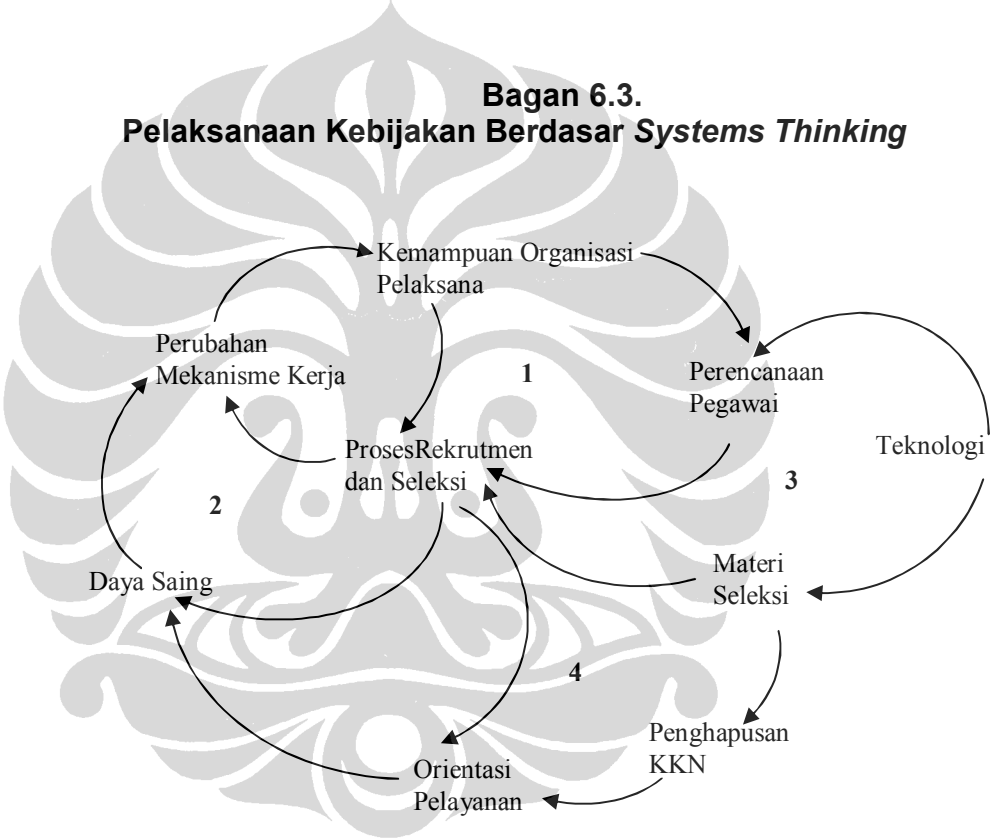 Bagan 6.3.
Pelaksanaan Kebijakan Berdasar Systems Thinking
Kemampuan Organisasi
Pelaksana
Perubahan
Mekanisme Kerja
1
Perencanaan
Pegawai
Teknologi
ProsesRekrutmen
dan Seleksi
2
3
Daya Saing
Materi
Seleksi
4
Penghapusan
KKN
Orientasi
Pelayanan